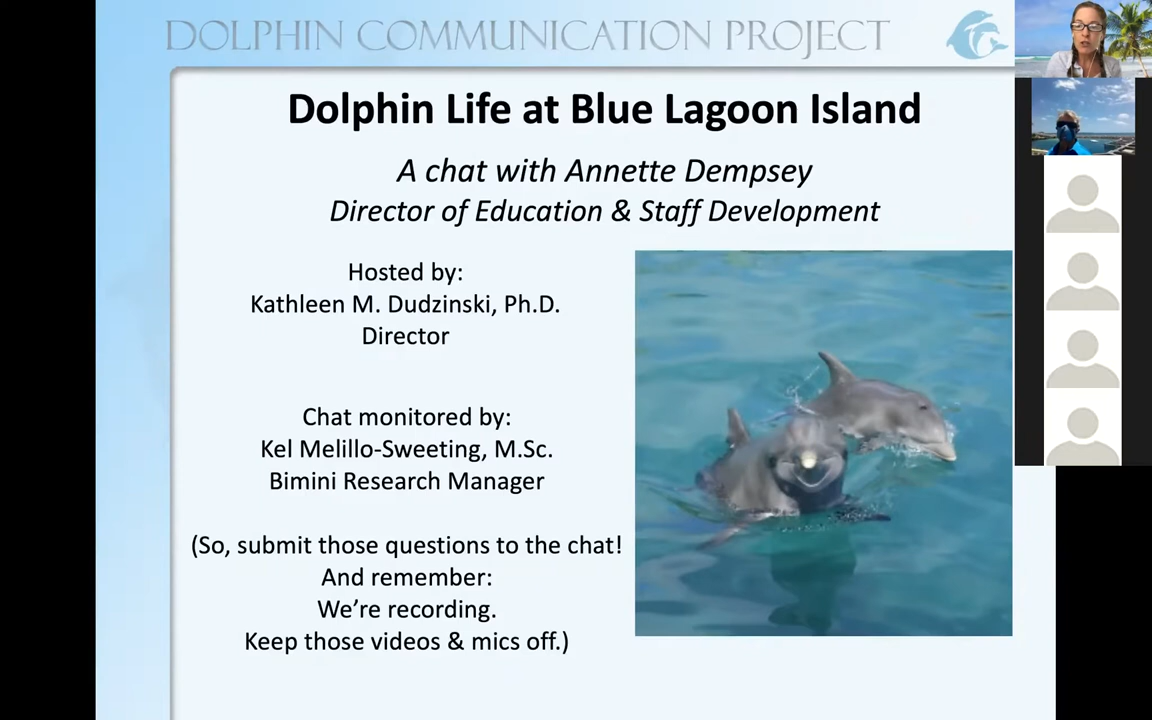 DOLPHIN COMMUNICATION PROJECT
Dolphin Life at Blue Lagoon Island
A chat with Annette Dempsey
Director of Education & Staff Development
Hosted by:
Kathleen M. Dudzinski, Ph.D.
Director
Chat monitored by:
Kel Melillo-Sweeting, M.Sc.
Bimini Research Manager
(So, submit those questions to the chat!
And remember:
We’re recording.
Keep those videos & mics off.)